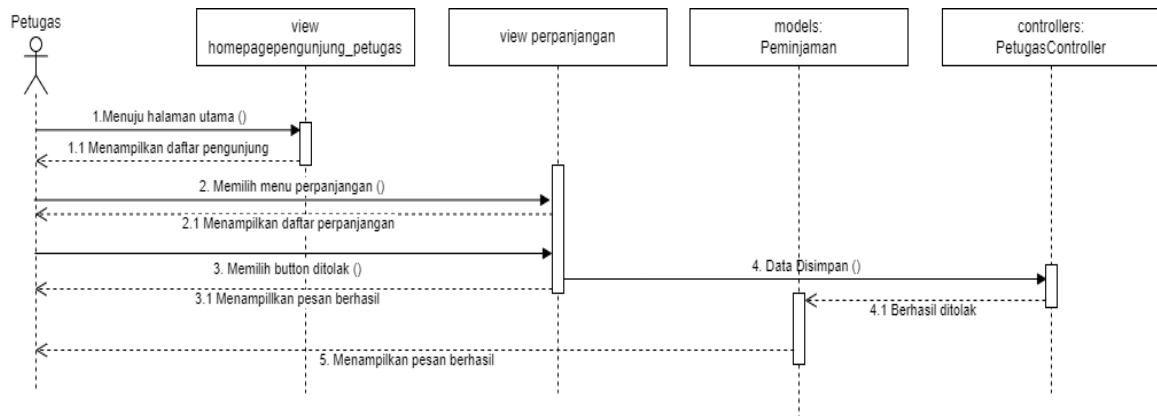 Petugas
view
homepagepengunjung_petugas
view perpanjangan
models:
Peminjaman
controllers:
PetugasController
1.Menuju halaman utama ()
1.1 Menampilkan daftar pengunjung
2. Memilih menu perpanjangan ()
2.1 Menampilkan daftar perpanjangan
3. Memilih button ditolak ()
4. Data Disimpan ()
3.1 Menampillkan pesan berhasil
4.1 Berhasil ditolak
5. Menampilkan pesan berhasil